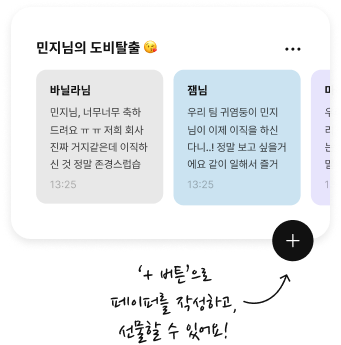 민지님의 도비탈출 😘
바닐라님
민지님, 너무너무 축하
드려요 ㅠㅠ 저희 회사
진짜 거지같은데 이직하
신 것 정말 존경스럽습
13:25
잼님
우리 팀 귀염둥이 민지
님이 이제 이직을 하신
다니..! 정말 보고 싶을거
에요 같이 일해서 즐거
13:25
‘+ 버튼’으로
페이퍼를 작성하고,
선물할 수 있어요!